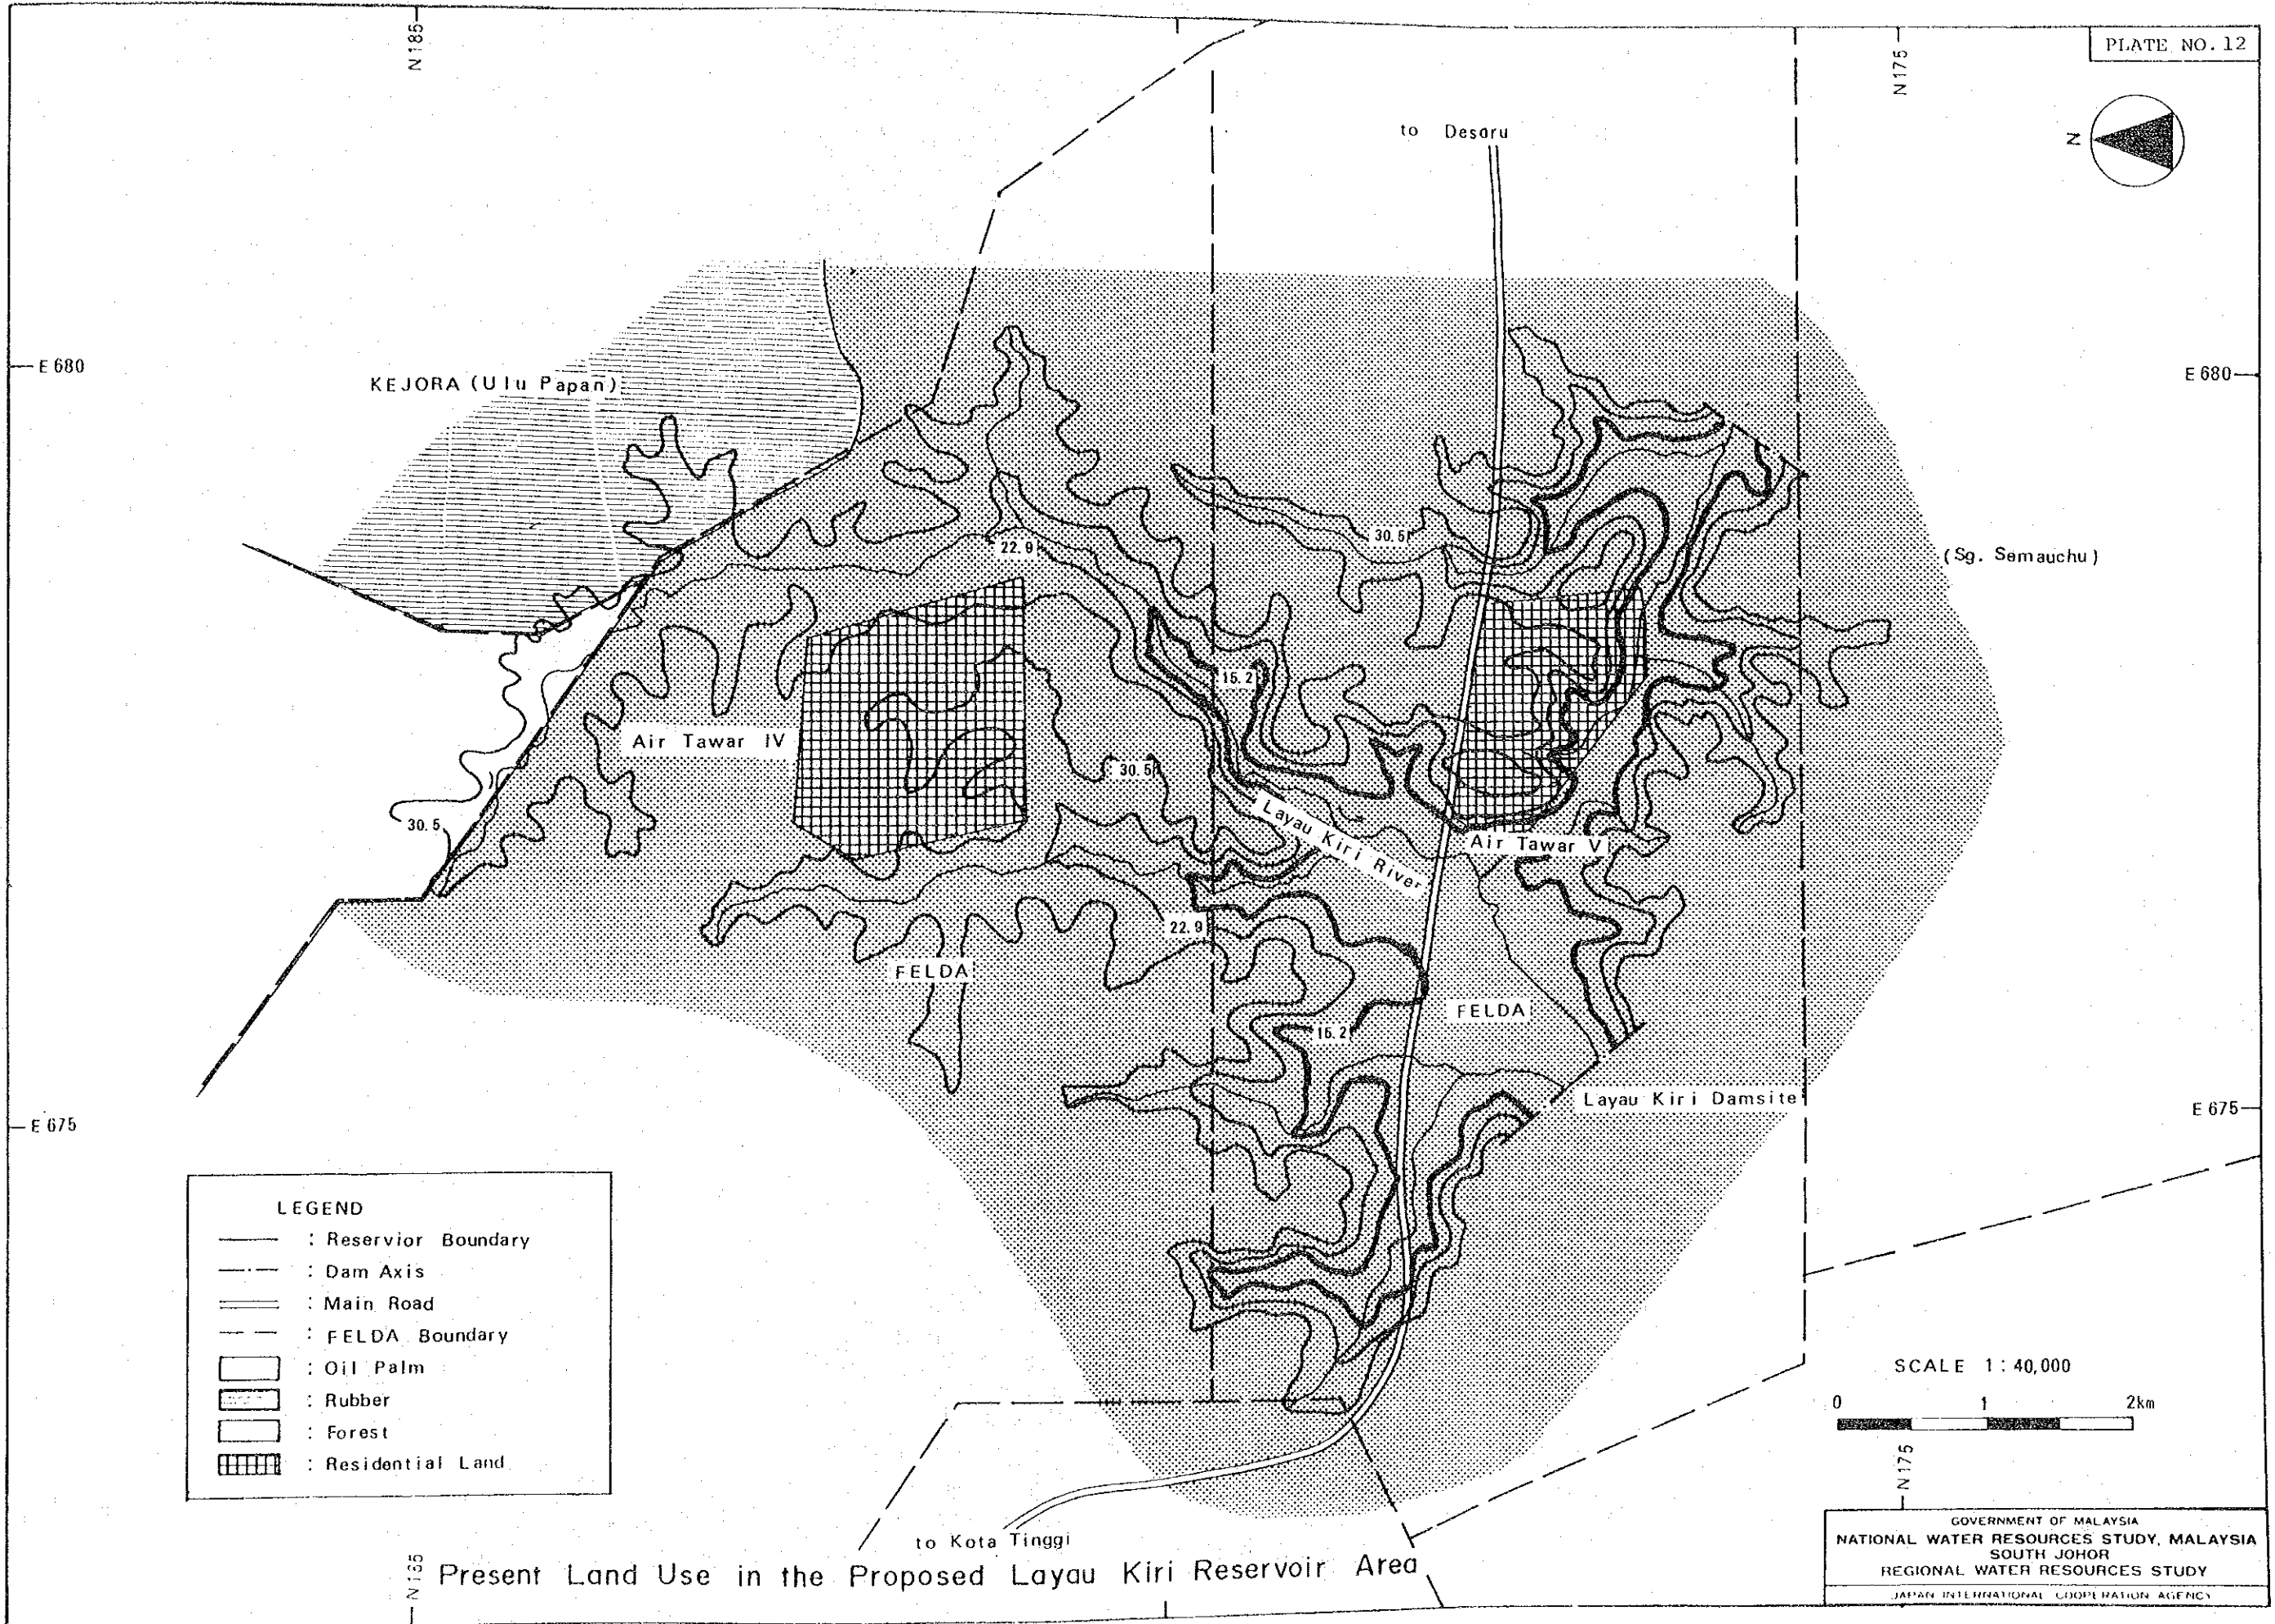 PLATE NO. 12
N185
N175
to Desaru
N
E 680
E 680
KEJORA (Ulu Papan)
30.5
22.9
(Sg. Semauchu)
15.2
Air Tawar IV
30.5
30.5
Layau Kiri River
Air Tawar V
22.9
FELDA
FELDA
15.2
Layau Kiri Damsite
E 675
E 675
LEGEND
: Reservior Boundary
: Dam Axis
: Main Road
: FELDA Boundary
: Oil Palm
: Rubber
: Forest
: Residential Land
SCALE 1 : 40,000
0 1 2km
N175
to Kota Tinggi
N185
Present Land Use in the Proposed Layau Kiri Reservoir Area
GOVERNMENT OF MALAYSIA
NATIONAL WATER RESOURCES STUDY, MALAYSIA
SOUTH JOHOR
REGIONAL WATER RESOURCES STUDY
JAPAN INTERNATIONAL COOPERATION AGENCY